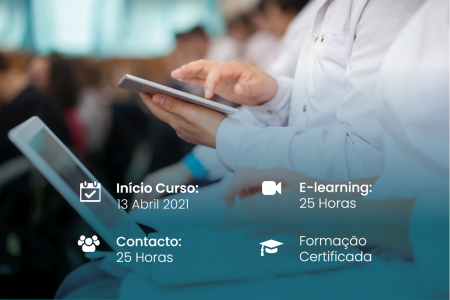 Início Curso:
13 Abril 2021
E-learning:
25 Horas
Contacto:
25 Horas
Formação
Certificada